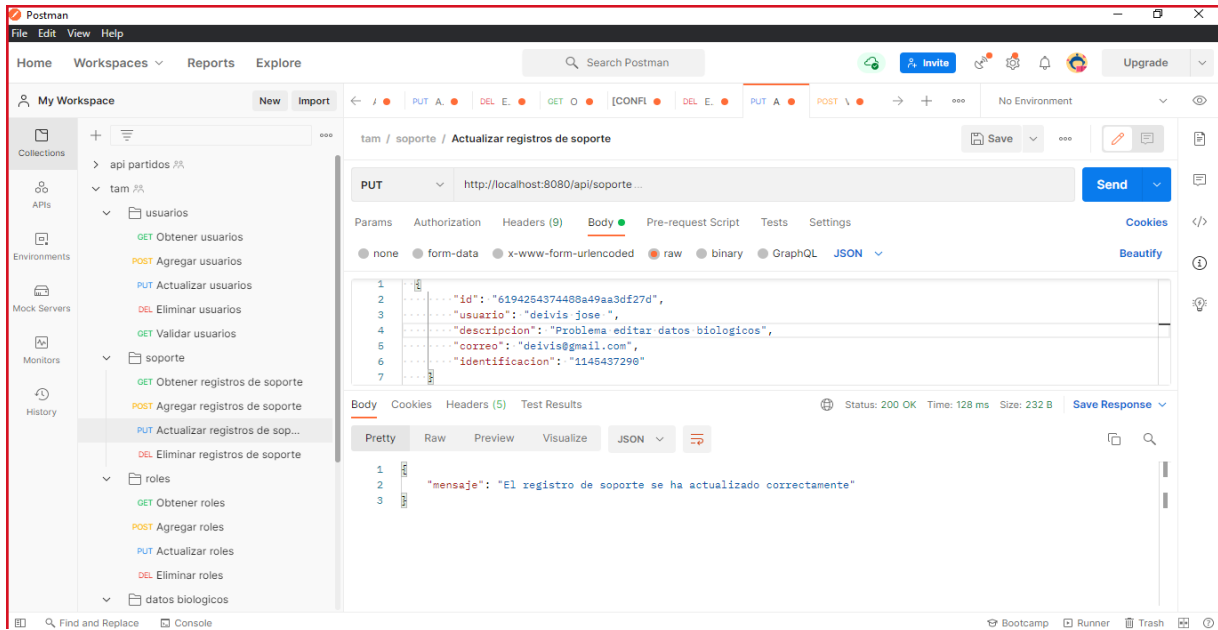 Postman
File Edit View Help
Home Workspaces Reports Explore Search Postman Invite Upgrade
My Workspace New Import PUT A. DEL E. GET O [CONFL DEL E. PUT A POST No Environment
Collections
APIs
Environments
Mock Servers
Monitors
History
api partidos
tam
usuarios
GET Obtener usuarios
POST Agregar usuarios
PUT Actualizar usuarios
DEL Eliminar usuarios
GET Validar usuarios
soporte
GET Obtener registros de soporte
POST Agregar registros de soporte
PUT Actualizar registros de sop...
DEL Eliminar registros de soporte
roles
GET Obtener roles
POST Agregar roles
PUT Actualizar roles
DEL Eliminar roles
datos biologicos
tam / soporte / Actualizar registros de soporte Save
PUT http://localhost:8080/api/soporte... Send
Params Authorization Headers (9) Body Pre-request Script Tests Settings Cookies
none form-data x-www-form-urlencoded raw binary GraphQL JSON Beautify
1 {
2 "id": "6194254374488a49aa3df27d",
3 "usuario": "deivis jose ",
4 "descripcion": "Problema editar datos biologicos",
5 "correo": "deivis@gmail.com",
6 "identificacion": "1145437290"
7 }
Body Cookies Headers (5) Test Results Status: 200 OK Time: 128 ms Size: 232 B Save Response
Pretty Raw Preview Visualize JSON
1 {
2 "mensaje": "El registro de soporte se ha actualizado correctamente"
3 }
Find and Replace Console Bootcamp Runner Trash